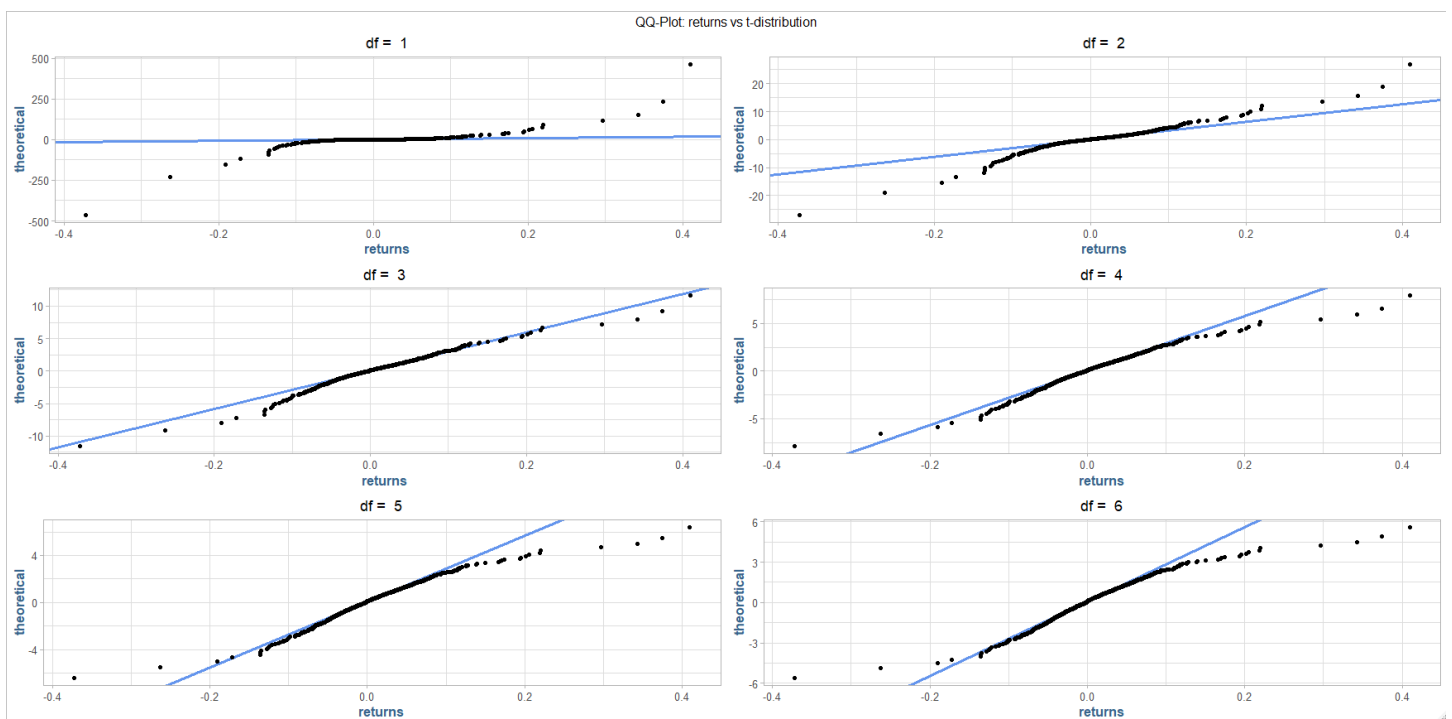 QQ-Plot: returns vs t-distribution
df = 1
500
250
0
-250
-500
theoretical
-0.4 -0.2 0.0 0.2 0.4
returns
df = 2
20
10
0
-10
-20
theoretical
-0.4 -0.2 0.0 0.2 0.4
returns
df = 3
10
5
0
-5
-10
theoretical
-0.4 -0.2 0.0 0.2 0.4
returns
df = 4
5
0
-5
theoretical
-0.4 -0.2 0.0 0.2 0.4
returns
df = 5
4
0
-4
theoretical
-0.4 -0.2 0.0 0.2 0.4
returns
df = 6
6
3
0
-3
-6
theoretical
-0.4 -0.2 0.0 0.2 0.4
returns